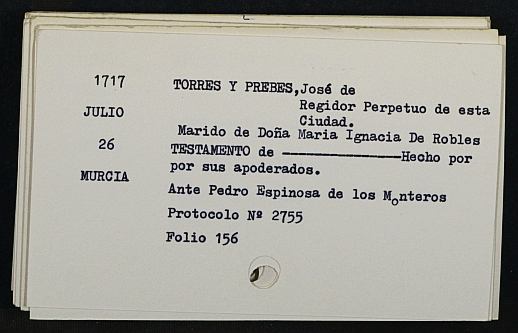 1717
TORRES Y PREBES,José de
Regidor Perpetuo de esta
JULIO
Ciudad.
Marido de Doña Maria Ignacia De Robles
26
TESTAMENTO de -----------------Hecho por
por sus apoderados.
MURCIA
Ante Pedro Espinosa de los Monteros
Protocolo Nº 2755
Folio 156